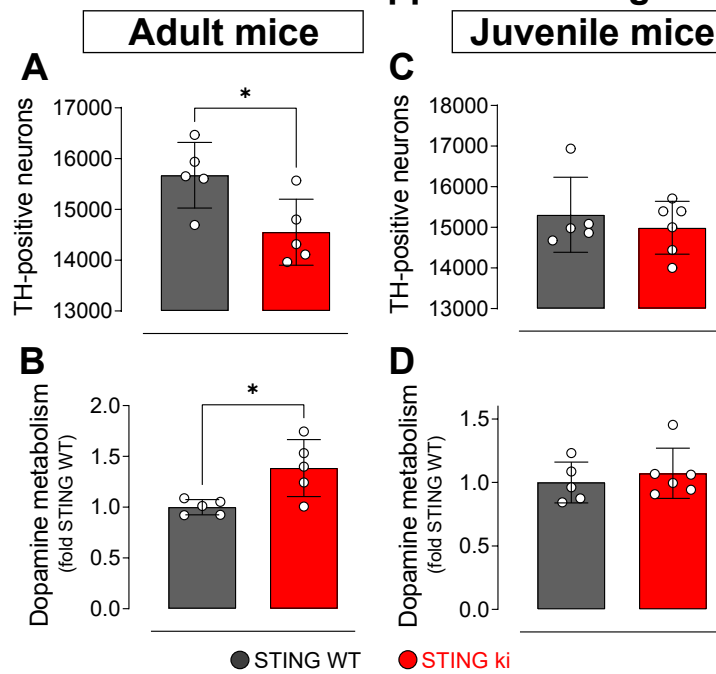 Adult mice
Juvenile mice
A
TH-positive neurons
17000
16000
15000
14000
13000
*
C
TH-positive neurons
18000
17000
16000
15000
14000
13000
B
Dopamine metabolism
(fold STING WT)
2.0
1.5
1.0
0.5
0.0
*
D
Dopamine metabolism
(fold STING WT)
1.5
1.0
0.5
0.0
STING WT
STING ki